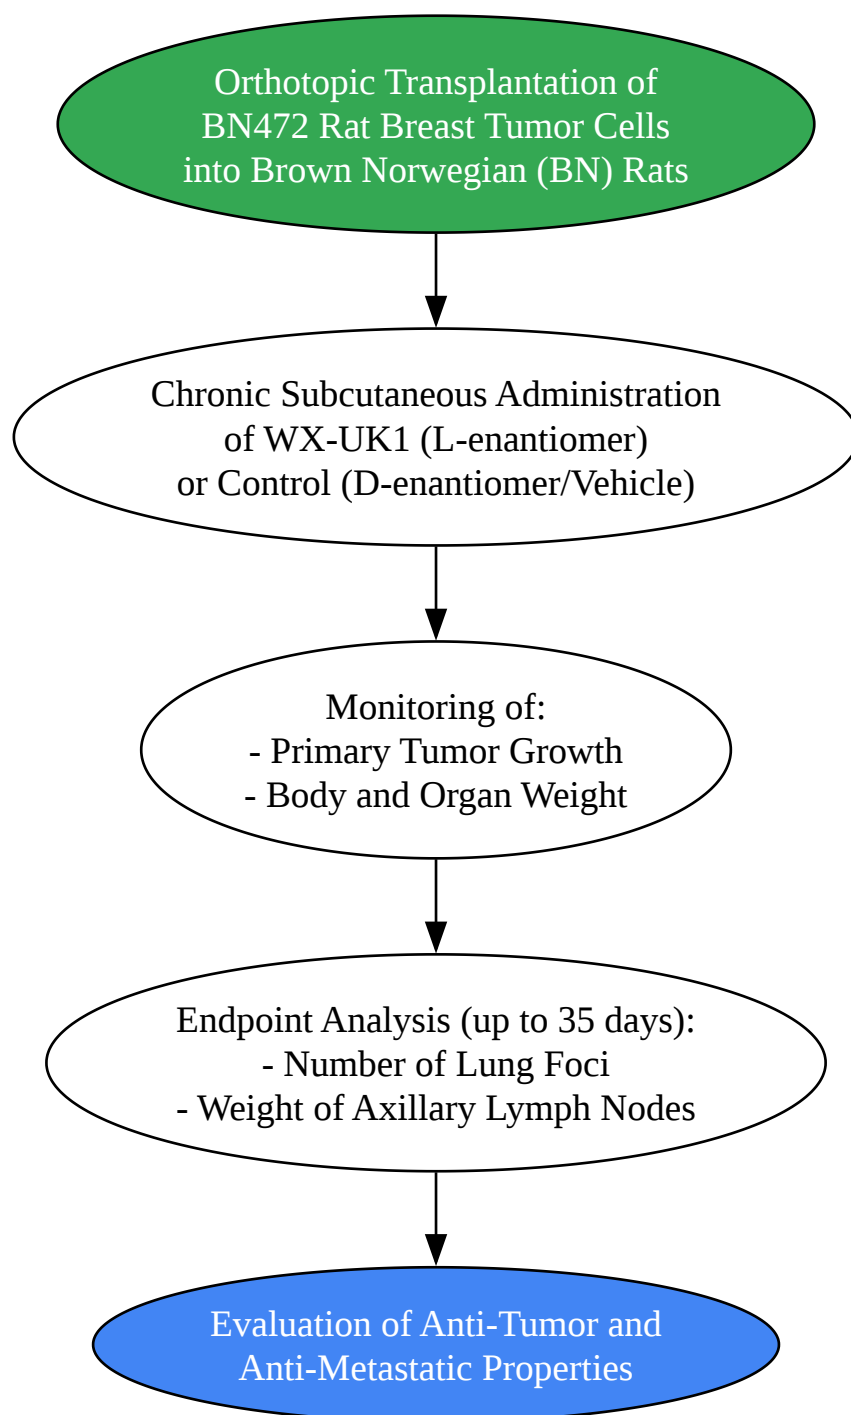 Orthotopic Transplantation of
BN472 Rat Breast Tumor Cells
into Brown Norwegian (BN) Rats
Chronic Subcutaneous Administration
of WX-UK1 (L-enantiomer)
or Control (D-enantiomer/Vehicle)
Monitoring of:
- Primary Tumor Growth
- Body and Organ Weight
Endpoint Analysis (up to 35 days):
- Number of Lung Foci
- Weight of Axillary Lymph Nodes
Evaluation of Anti-Tumor and
Anti-Metastatic Properties